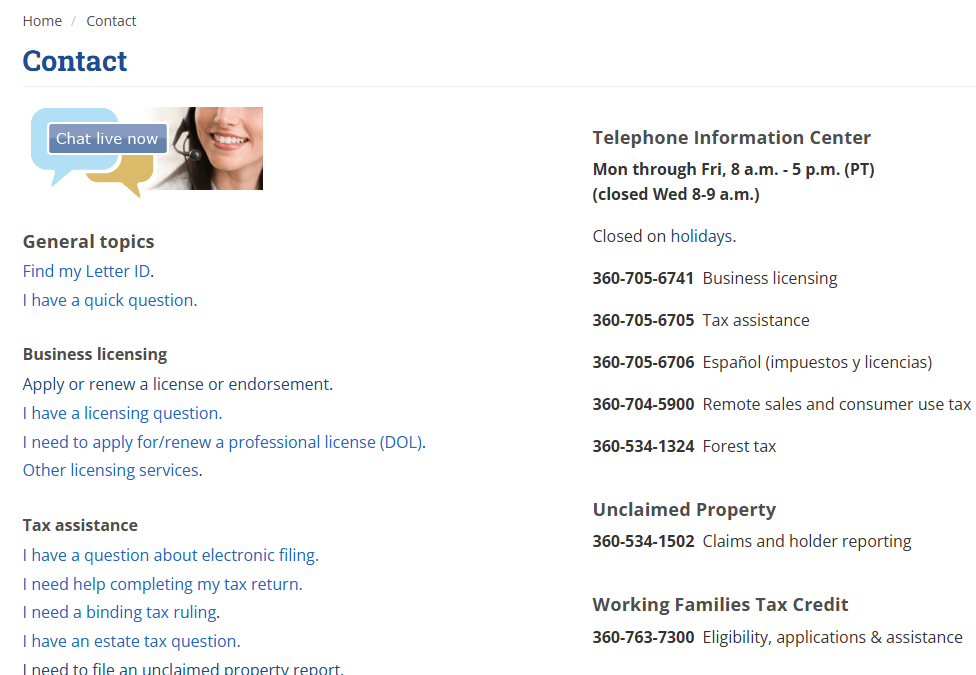 Home / Contact
Contact
Chat live now
General topics
Find my Letter ID.
I have a quick question.
Business licensing
Apply or renew a license or endorsement.
I have a licensing question.
I need to apply for/renew a professional license (DOL).
Other licensing services.
Tax assistance
I have a question about electronic filing.
I need help completing my tax return.
I need a binding tax ruling.
I have an estate tax question.
I need to file an unclaimed property report.
Telephone Information Center
Mon through Fri, 8 a.m. - 5 p.m. (PT)
(closed Wed 8-9 a.m.)
Closed on holidays.
360-705-6741 Business licensing
360-705-6705 Tax assistance
360-705-6706 Español (impuestos y licencias)
360-704-5900 Remote sales and consumer use tax
360-534-1324 Forest tax
Unclaimed Property
360-534-1502 Claims and holder reporting
Working Families Tax Credit
360-763-7300 Eligibility, applications & assistance